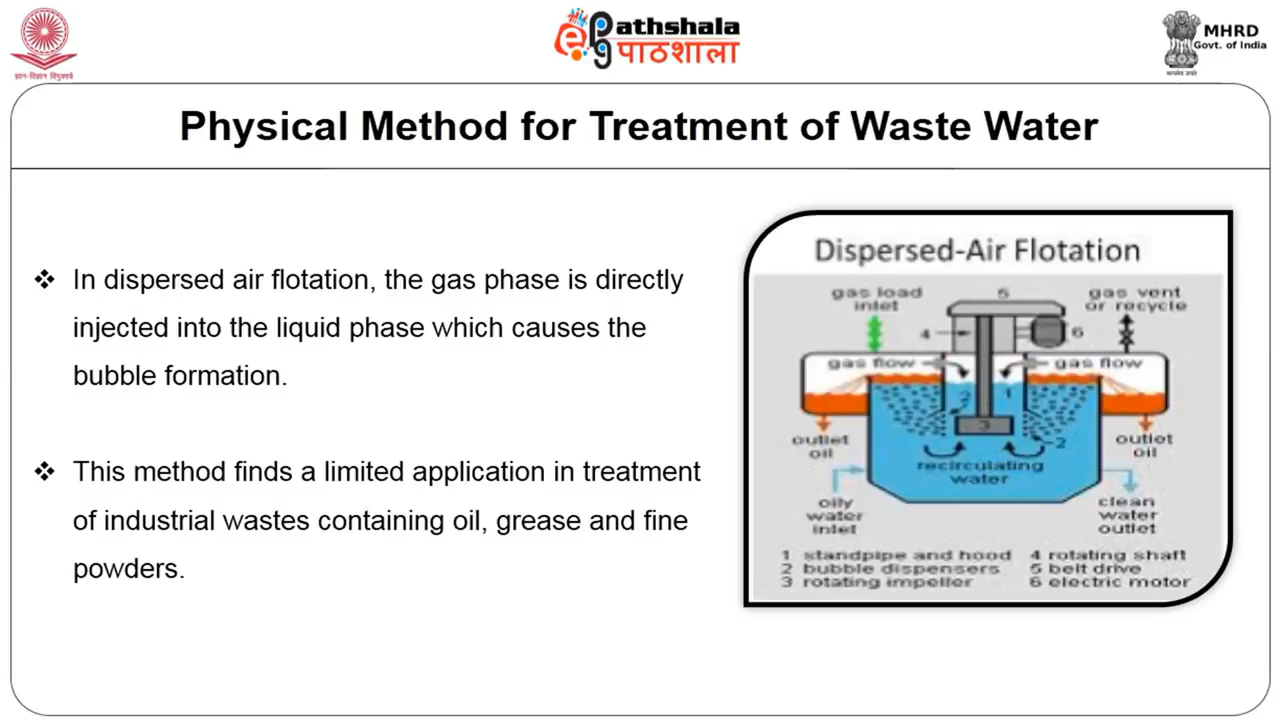 ज्ञान-विज्ञान विमुक्तये
ePathshala
पाठशाला
MHRD
Govt. of India
सत्यमेव जयते
Physical Method for Treatment of Waste Water
❖ In dispersed air flotation, the gas phase is directly
injected into the liquid phase which causes the
bubble formation.
❖ This method finds a limited application in treatment
of industrial wastes containing oil, grease and fine
powders.
Dispersed-Air Flotation
gas load
inlet
5
gas vent
or recycle
4
6
gas flow
gas flow
2
1
3
2
outlet
oil
outlet
oil
recirculating
water
oily
water
inlet
clean
water
outlet
1 standpipe and hood
2 bubble dispensers
3 rotating impeller
4 rotating shaft
5 belt drive
6 electric motor